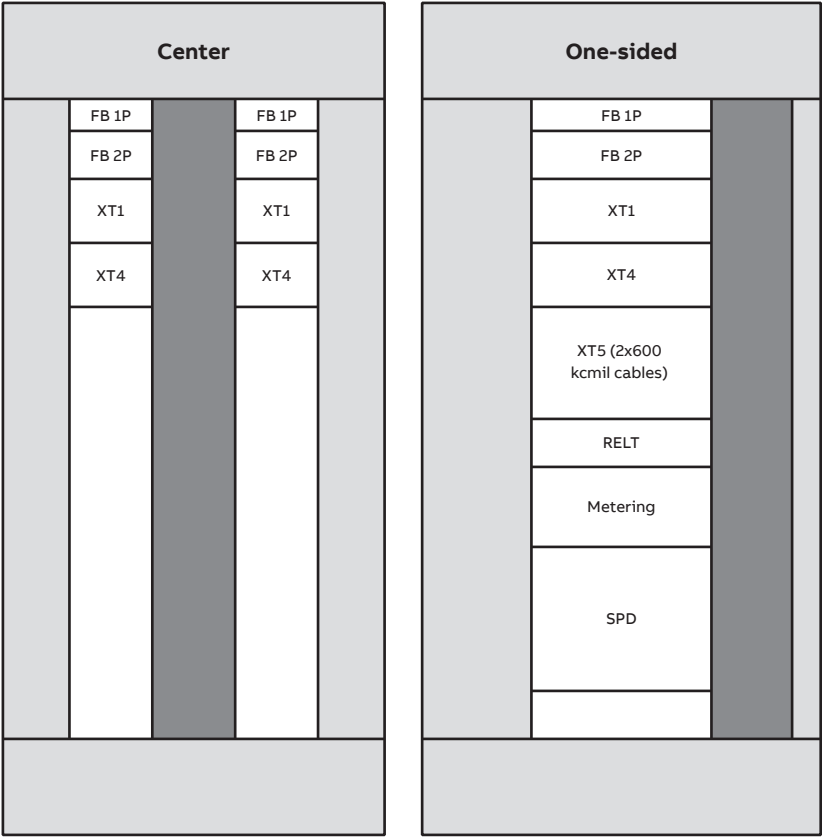 Center
FB 1P
FB 1P
FB 2P
FB 2P
XT1
XT1
XT4
XT4
One-sided
FB 1P
FB 2P
XT1
XT4
XT5 (2x600
kcmil cables)
RELT
Metering
SPD